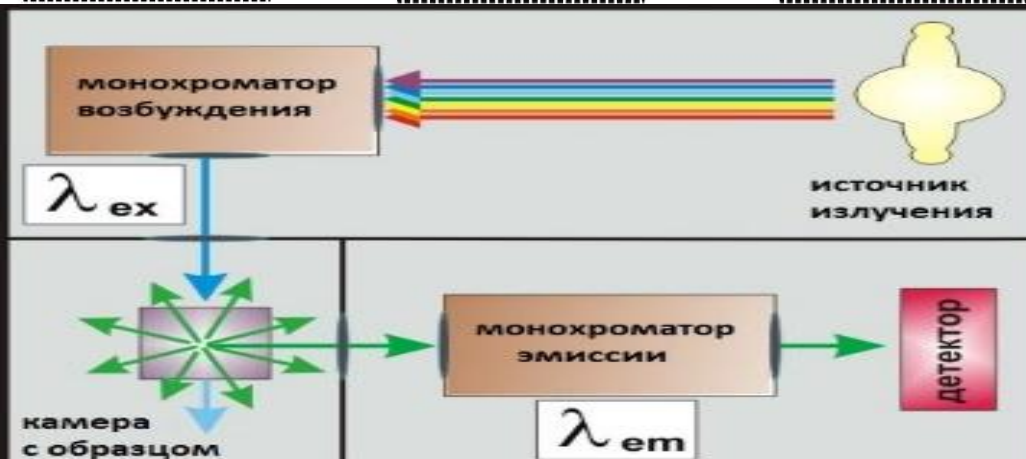 монохроматор
возбуждения
λ ex
источник
излучения
монохроматор
эмиссии
λ em
детектор
камера
с образцом